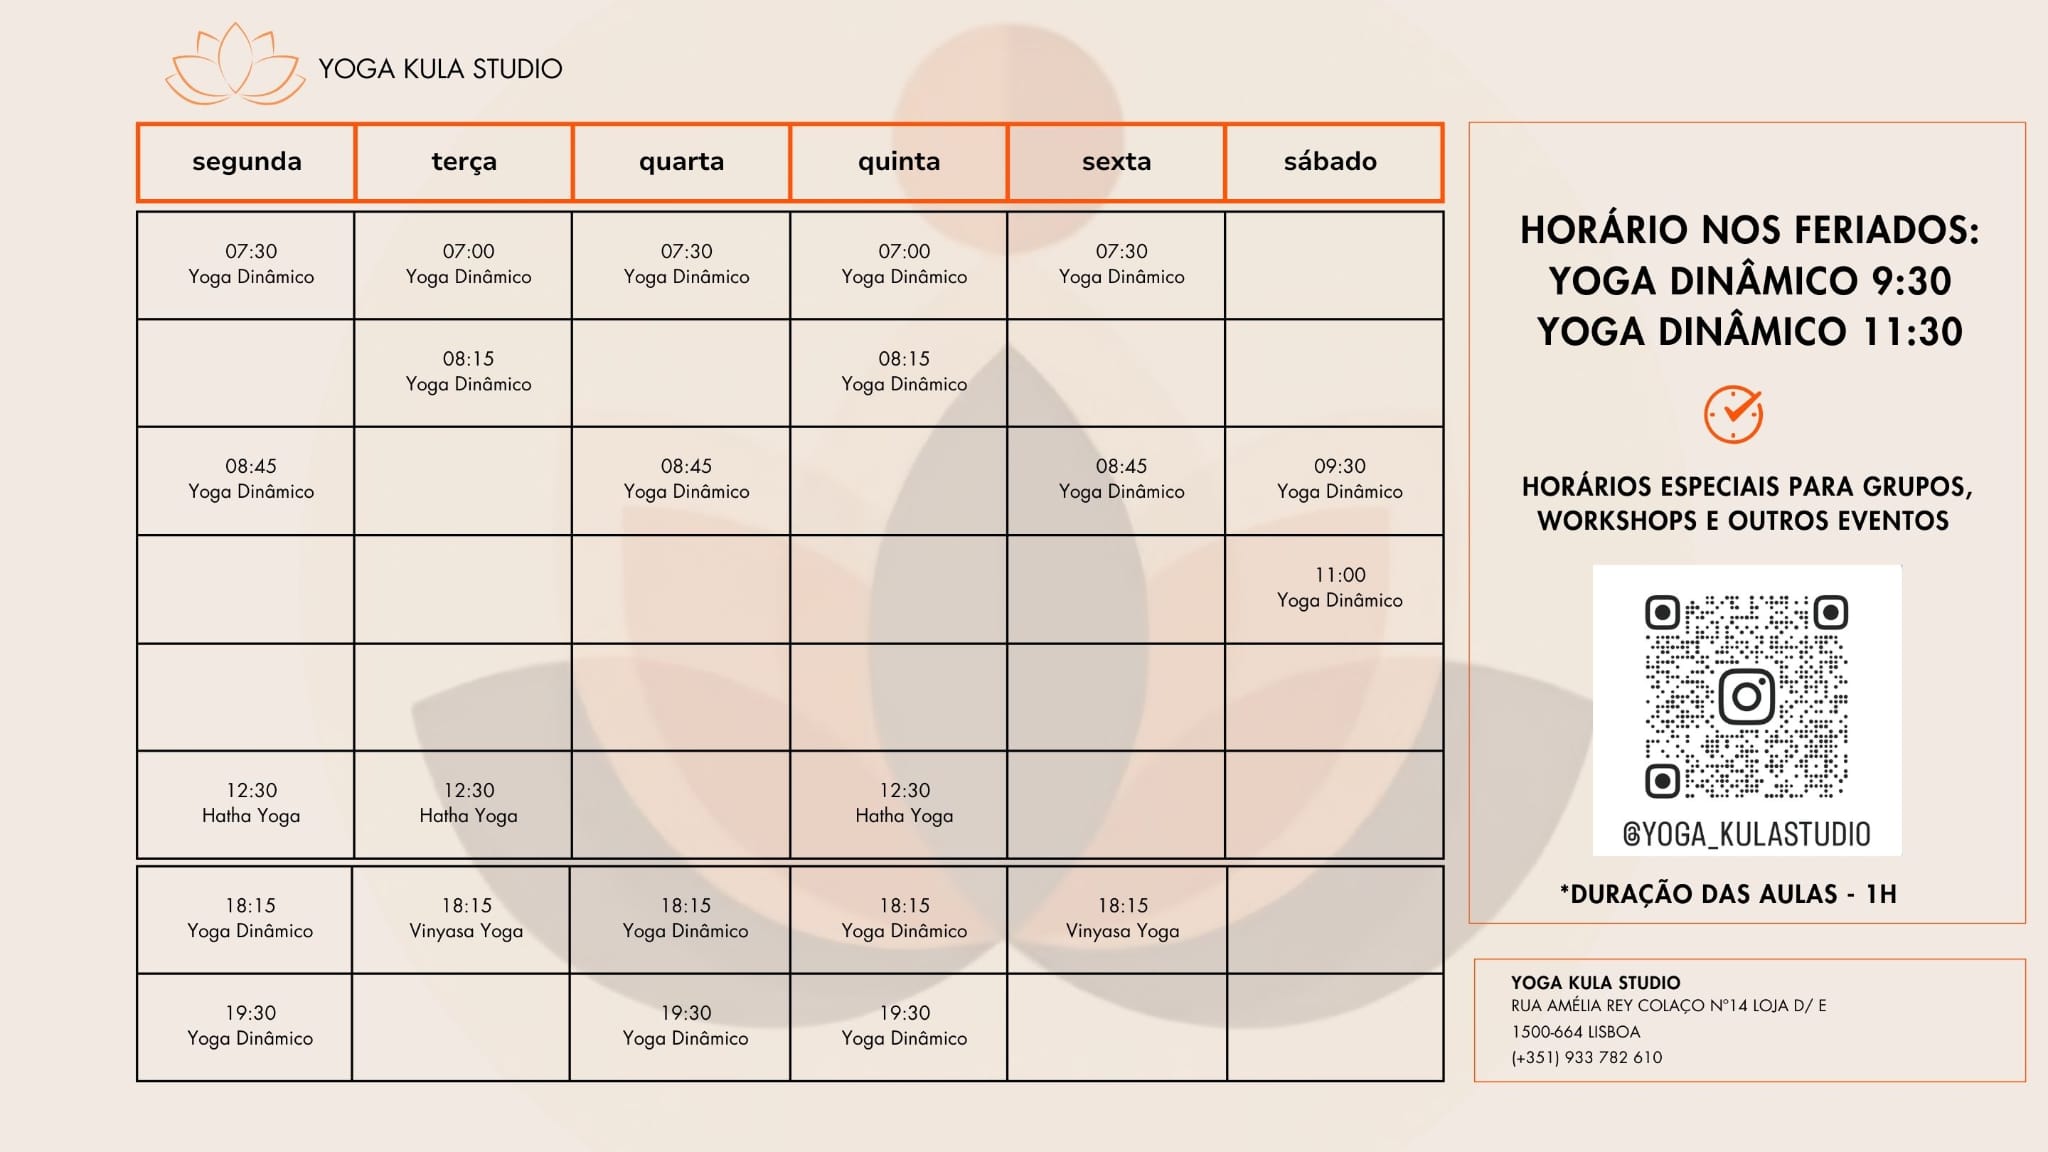 YOGA KULA STUDIO
segunda terça quarta quinta sexta sábado
07:30 07:00 07:30 07:00 07:30
Yoga Dinâmico Yoga Dinâmico Yoga Dinâmico Yoga Dinâmico Yoga Dinâmico
08:15 08:15
Yoga Dinâmico Yoga Dinâmico
08:45 08:45 08:45 09:30
Yoga Dinâmico Yoga Dinâmico Yoga Dinâmico Yoga Dinâmico
11:00
Yoga Dinâmico
12:30 12:30 12:30
Hatha Yoga Hatha Yoga Hatha Yoga
18:15 18:15 18:15 18:15 18:15
Yoga Dinâmico Vinyasa Yoga Yoga Dinâmico Yoga Dinâmico Vinyasa Yoga
19:30 19:30 19:30
Yoga Dinâmico Yoga Dinâmico Yoga Dinâmico
HORÁRIO NOS FERIADOS:
YOGA DINÂMICO 9:30
YOGA DINÂMICO 11:30
HORÁRIOS ESPECIAIS PARA GRUPOS,
WORKSHOPS E OUTROS EVENTOS
@YOGA_KULASTUDIO
*DURAÇÃO DAS AULAS - 1H
YOGA KULA STUDIO
RUA AMÉLIA REY COLAÇO Nº14 LOJA D/ E
1500-664 LISBOA
(+351) 933 782 610